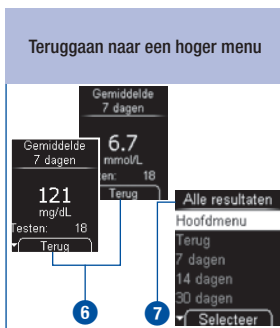 Teruggaan naar een hoger menu
Gemiddelde
7 dagen
6.7
mmol/L
en: 18
Terug
Gemiddelde
7 dagen
121
mg/dL
Testen: 18
Terug
6
Alle resultaten
Hoofdmenu
Terug
7 dagen
14 dagen
30 dagen
Selecteer
7